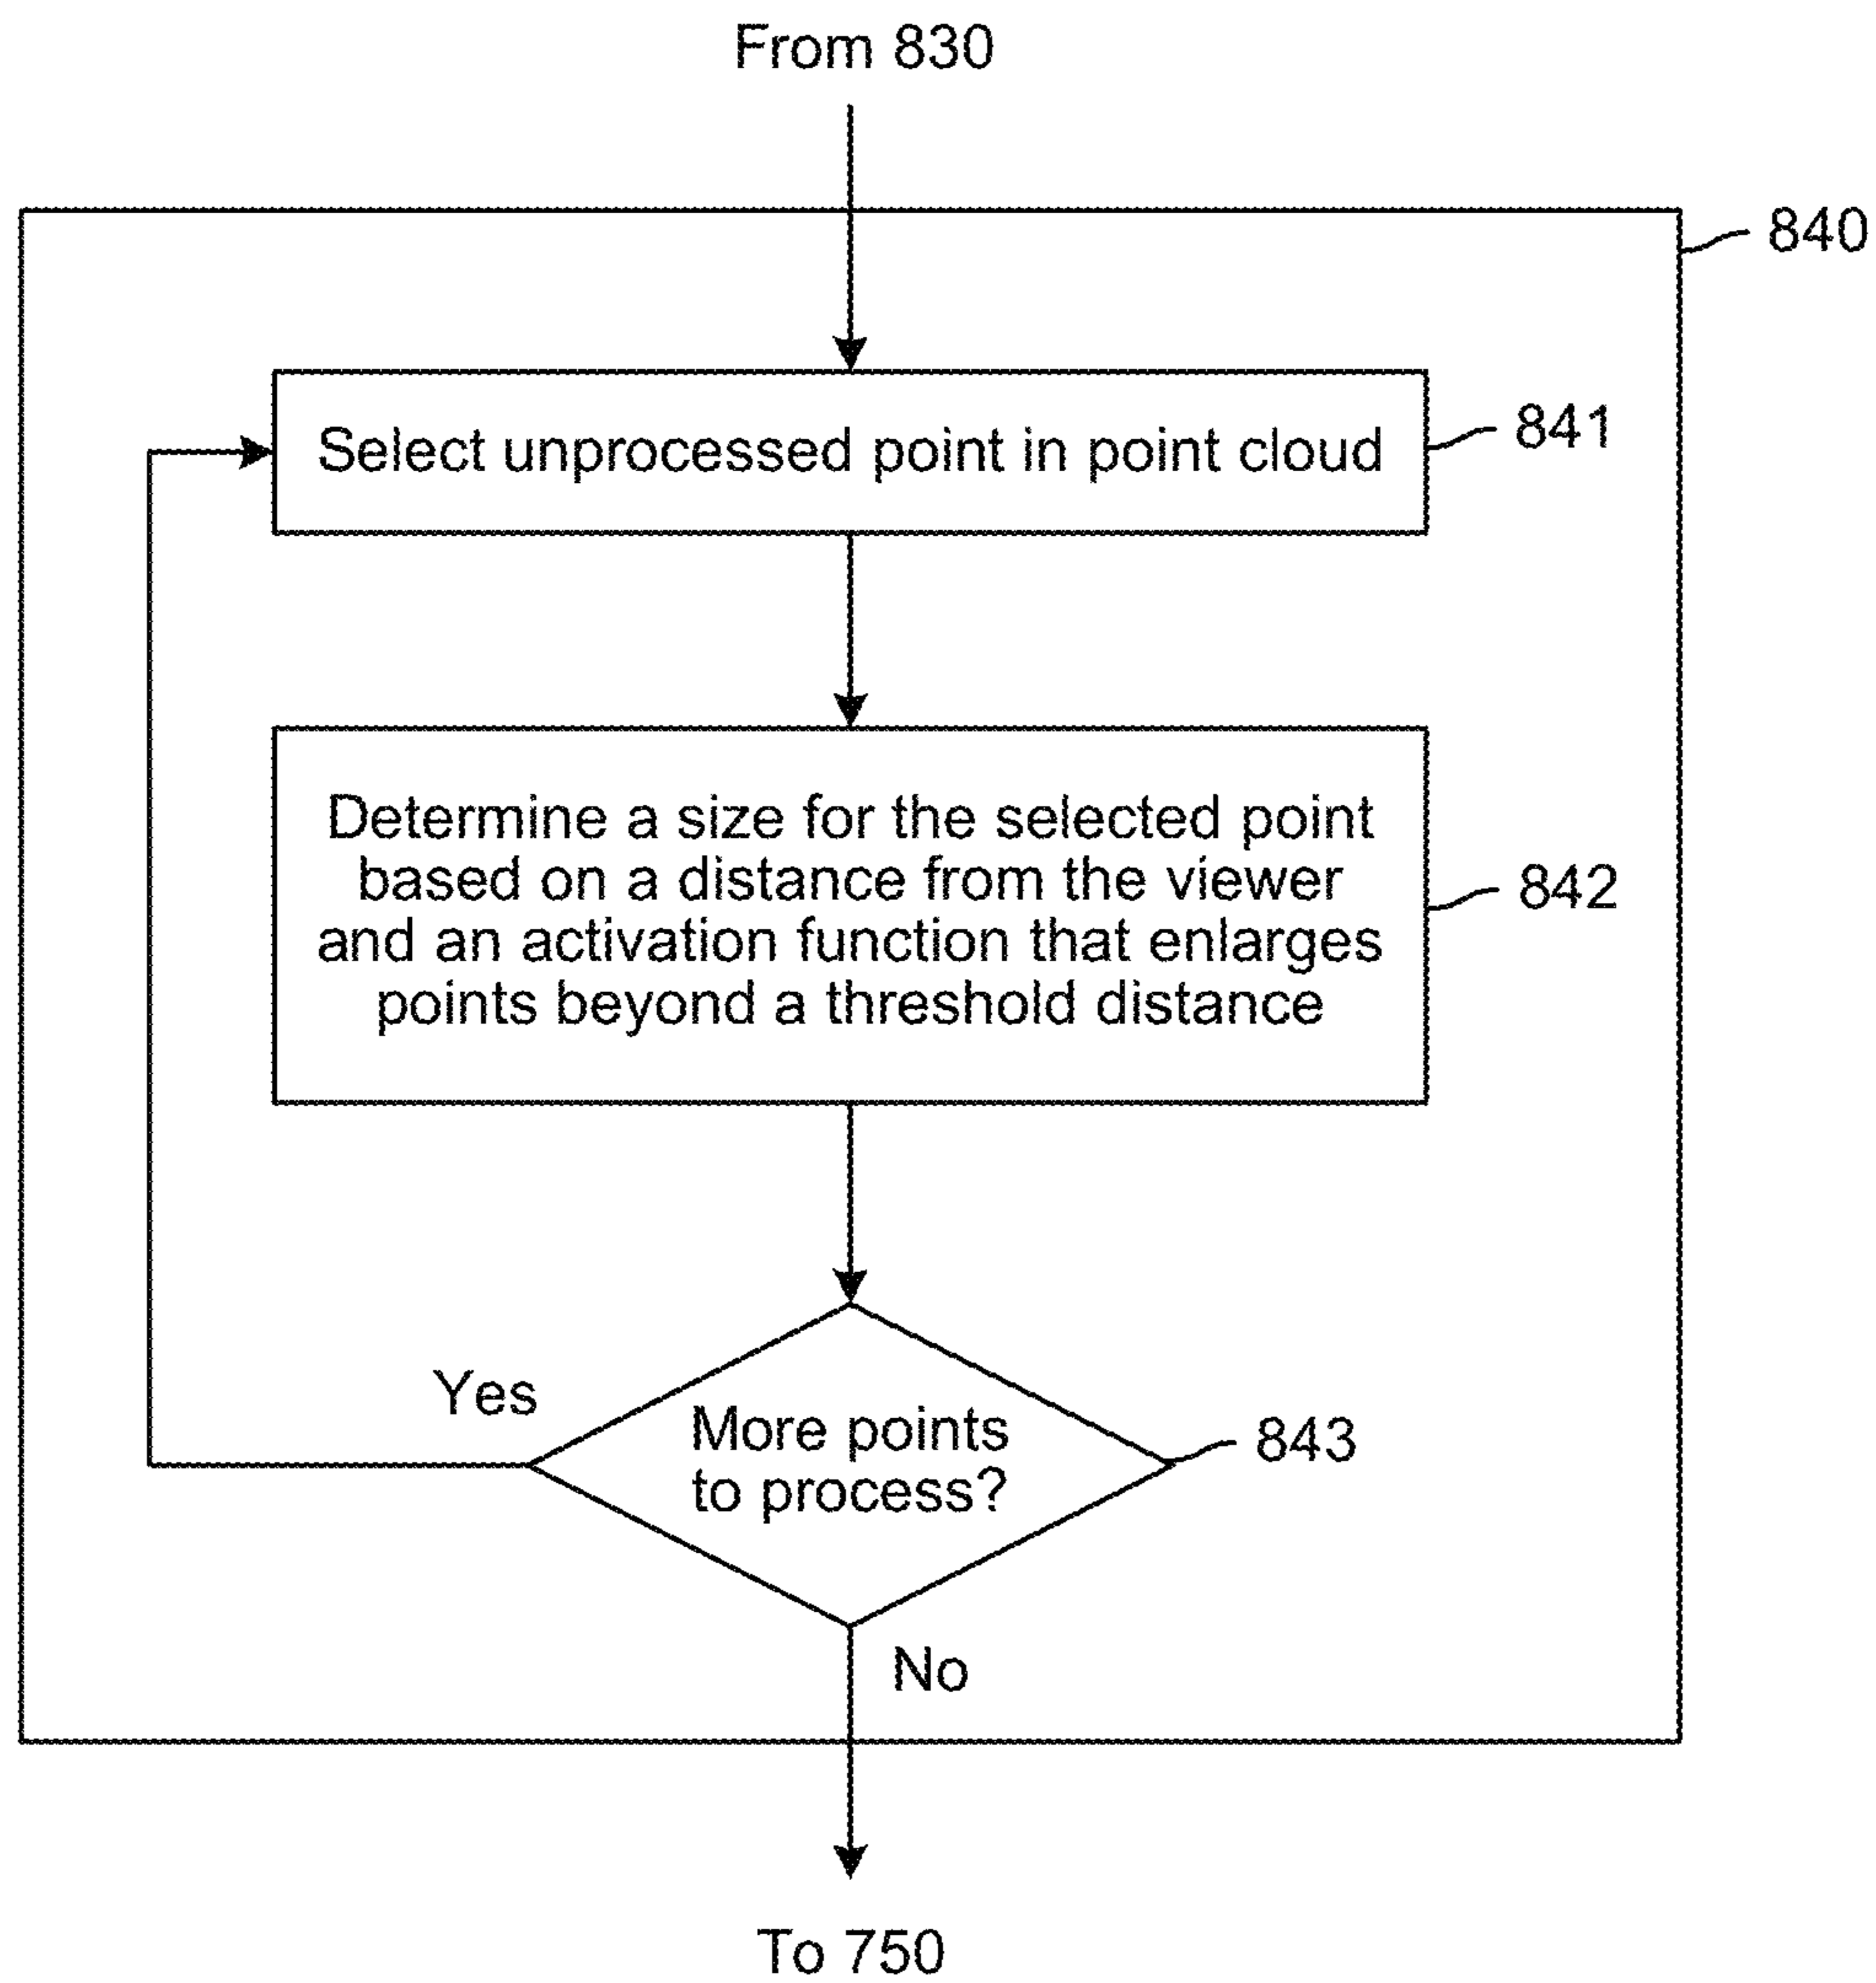 From 830
840
Select unprocessed point in point cloud
841
Determine a size for the selected point
based on a distance from the viewer
and an activation function that enlarges
points beyond a threshold distance
842
Yes
More points
to process?
843
No
To 750